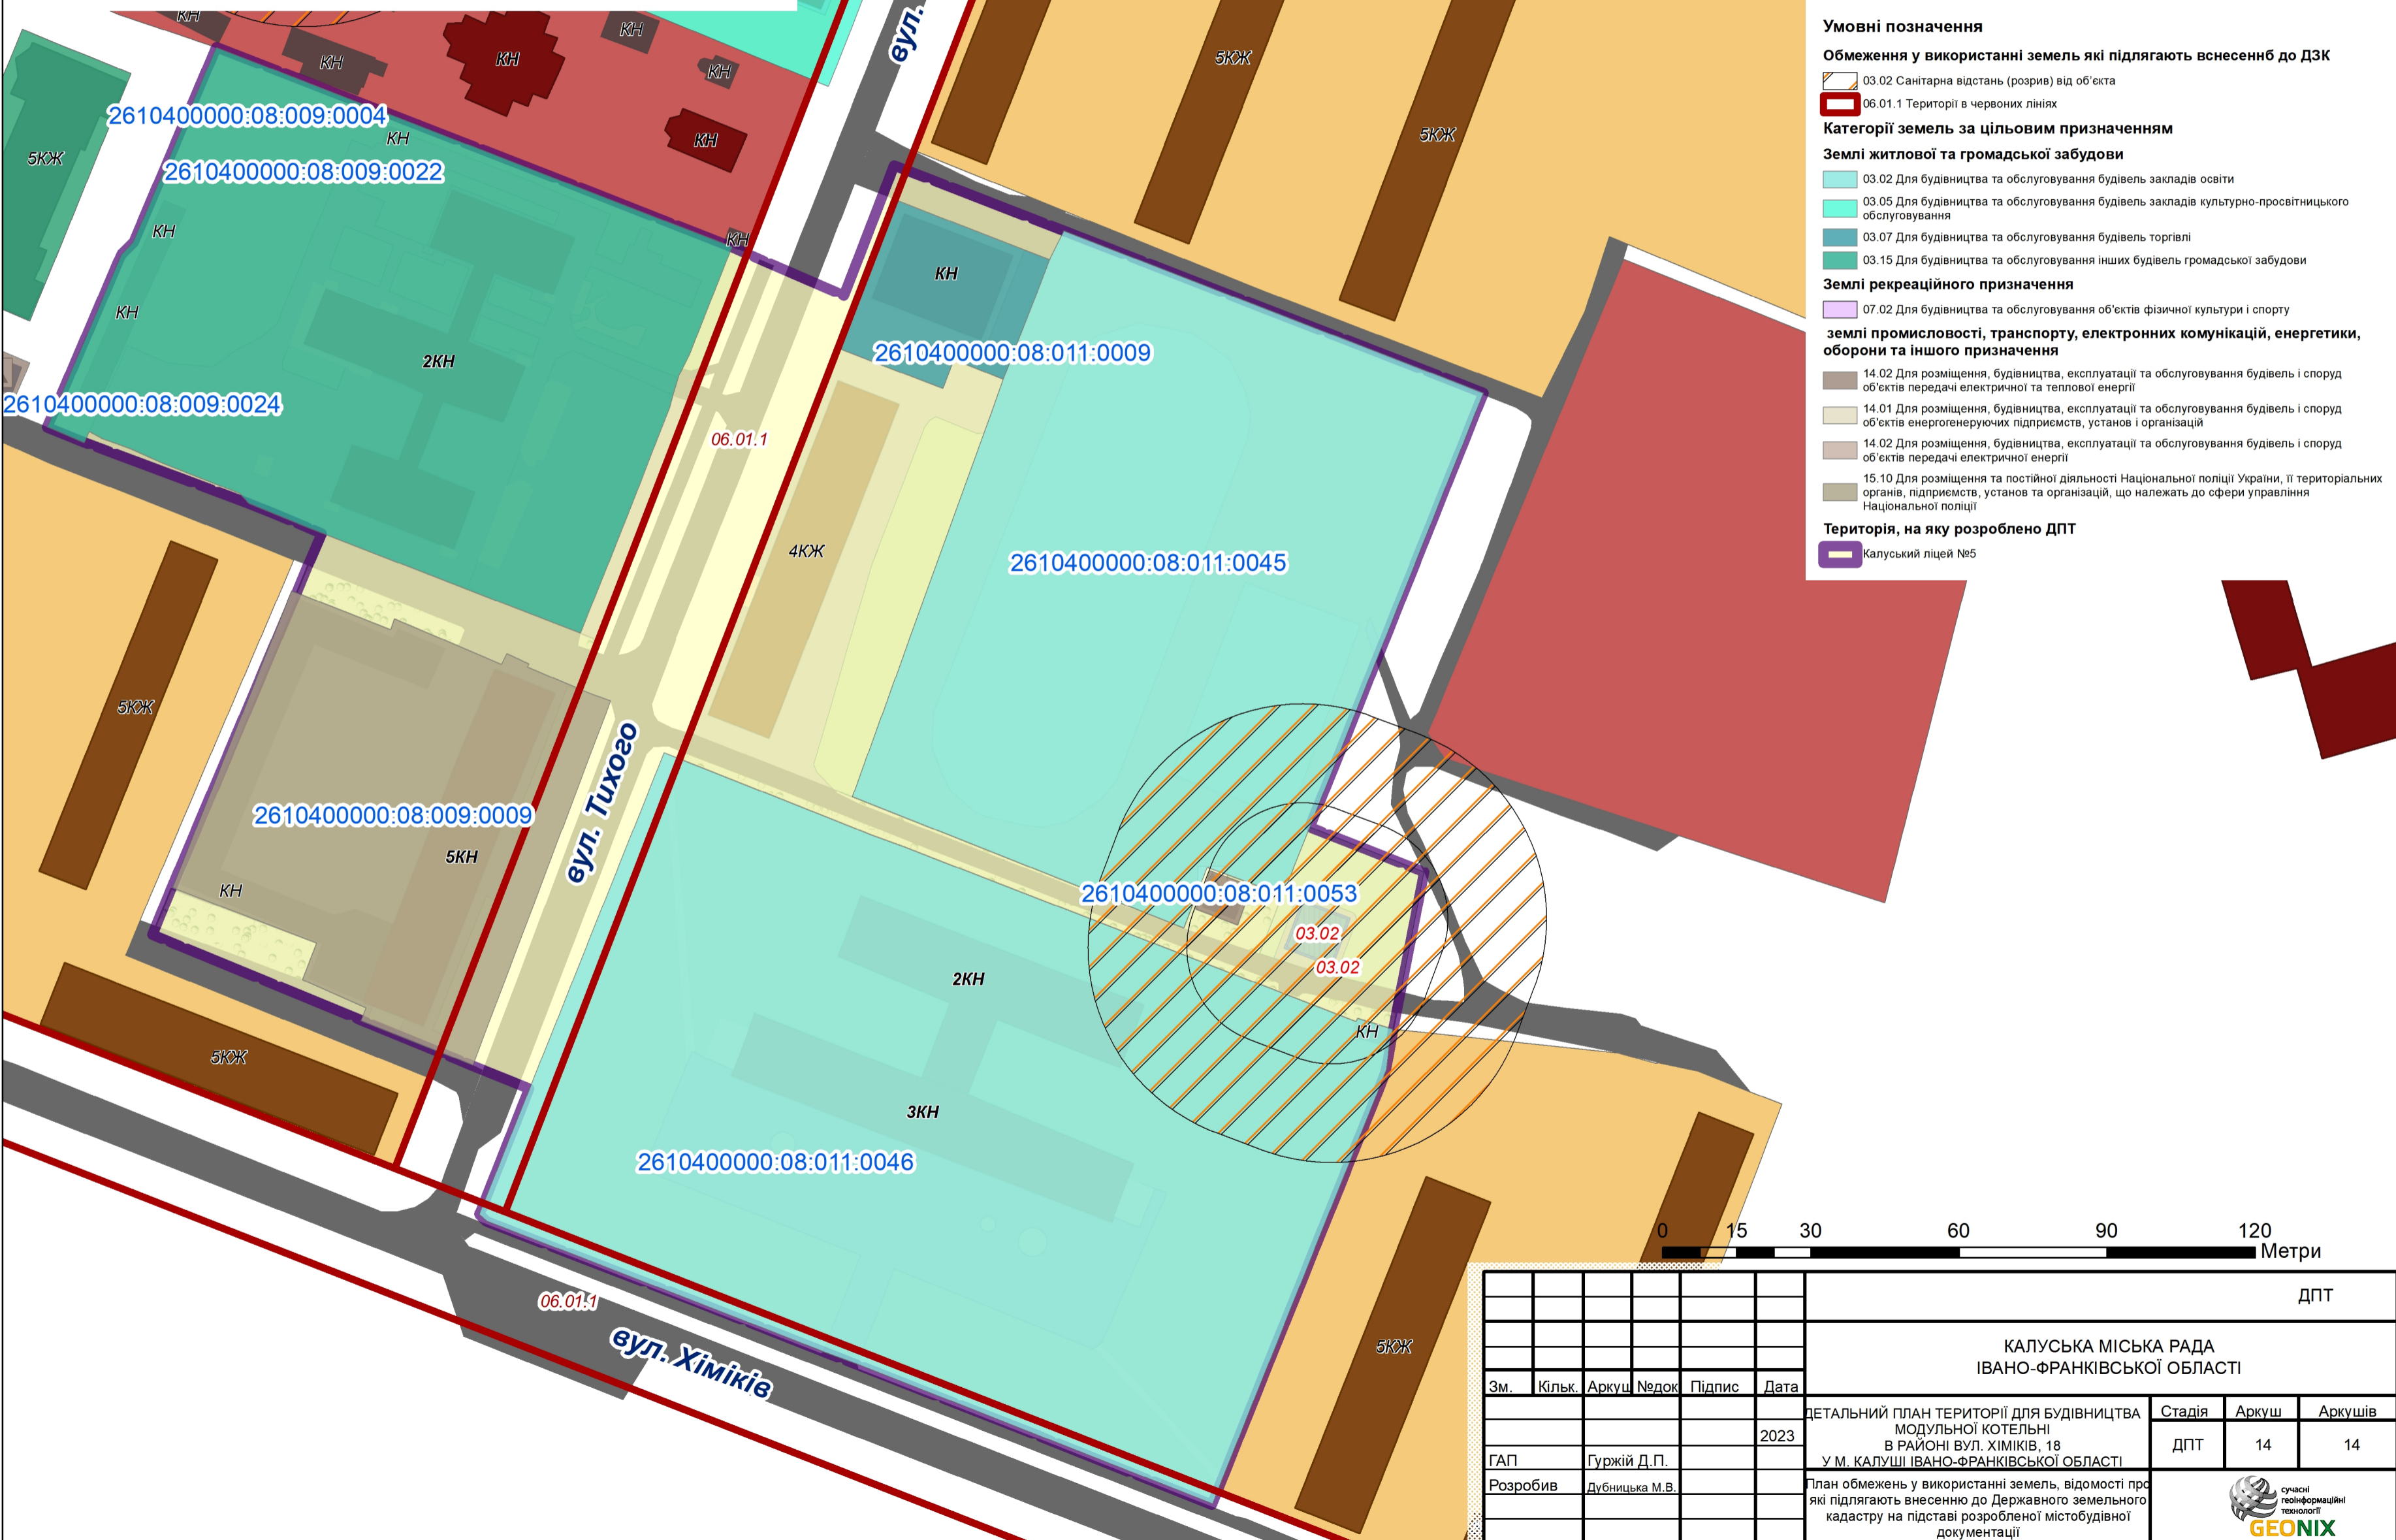 КН
КН
КН
КН
КН
вул.
5КЖ
2610400000:08:009:0004
КН
КН
5КЖ
5КЖ
2610400000:08:009:0022
КН
КН
КН
КН
2610400000:08:011:0009
2КН
2610400000:08:009:0024
06.01.1
4КЖ
2610400000:08:011:0045
5КЖ
вул. Тихого
2610400000:08:009:0009
5КН
КН
2610400000:08:011:0053
03.02
03.02
2КН
КН
5КЖ
3КН
2610400000:08:011:0046
06.01.1
вул. Хіміків
5КЖ
Умовні позначення
Обмеження у використанні земель які підлягають вснесеннб до ДЗК
03.02 Санітарна відстань (розрив) від об'єкта
06.01.1 Території в червоних лініях
Категорії земель за цільовим призначенням
Землі житлової та громадської забудови
03.02 Для будівництва та обслуговування будівель закладів освіти
03.05 Для будівництва та обслуговування будівель закладів культурно-просвітницького
обслуговування
03.07 Для будівництва та обслуговування будівель торгівлі
03.15 Для будівництва та обслуговування інших будівель громадської забудови
Землі рекреаційного призначення
07.02 Для будівництва та обслуговування об'єктів фізичної культури і спорту
землі промисловості, транспорту, електронних комунікацій, енергетики,
оборони та іншого призначення
14.02 Для розміщення, будівництва, експлуатації та обслуговування будівель і споруд
об'єктів передачі електричної та теплової енергії
14.01 Для розміщення, будівництва, експлуатації та обслуговування будівель і споруд
об'єктів енергогенеруючих підприємств, установ і організацій
14.02 Для розміщення, будівництва, експлуатації та обслуговування будівель і споруд
об'єктів передачі електричної енергії
15.10 Для розміщення та постійної діяльності Національної поліції України, її територіальних
органів, підприємств, установ та організацій, що належать до сфери управління
Національної поліції
Територія, на яку розроблено ДПТ
Калуський ліцей №5
0 15 30 60 90 120
Метри
ДПТ
КАЛУСЬКА МІСЬКА РАДА
ІВАНО-ФРАНКІВСЬКОЇ ОБЛАСТІ
Зм. Кільк. Аркуш №док Підпис Дата
ДЕТАЛЬНИЙ ПЛАН ТЕРИТОРІЇ ДЛЯ БУДІВНИЦТВА
МОДУЛЬНОЇ КОТЕЛЬНІ
В РАЙОНІ ВУЛ. ХІМІКІВ, 18
У М. КАЛУШІ ІВАНО-ФРАНКІВСЬКОЇ ОБЛАСТІ
Стадія Аркуш Аркушів
ДПТ 14 14
2023
ГАП Гуржій Д.П.
Розробив Дубницька М.В.
План обмежень у використанні земель, відомості про
які підлягають внесенню до Державного земельного
кадастру на підставі розробленої містобудівної
документації
сучасні
геоінформаційні
технології
GEONIX